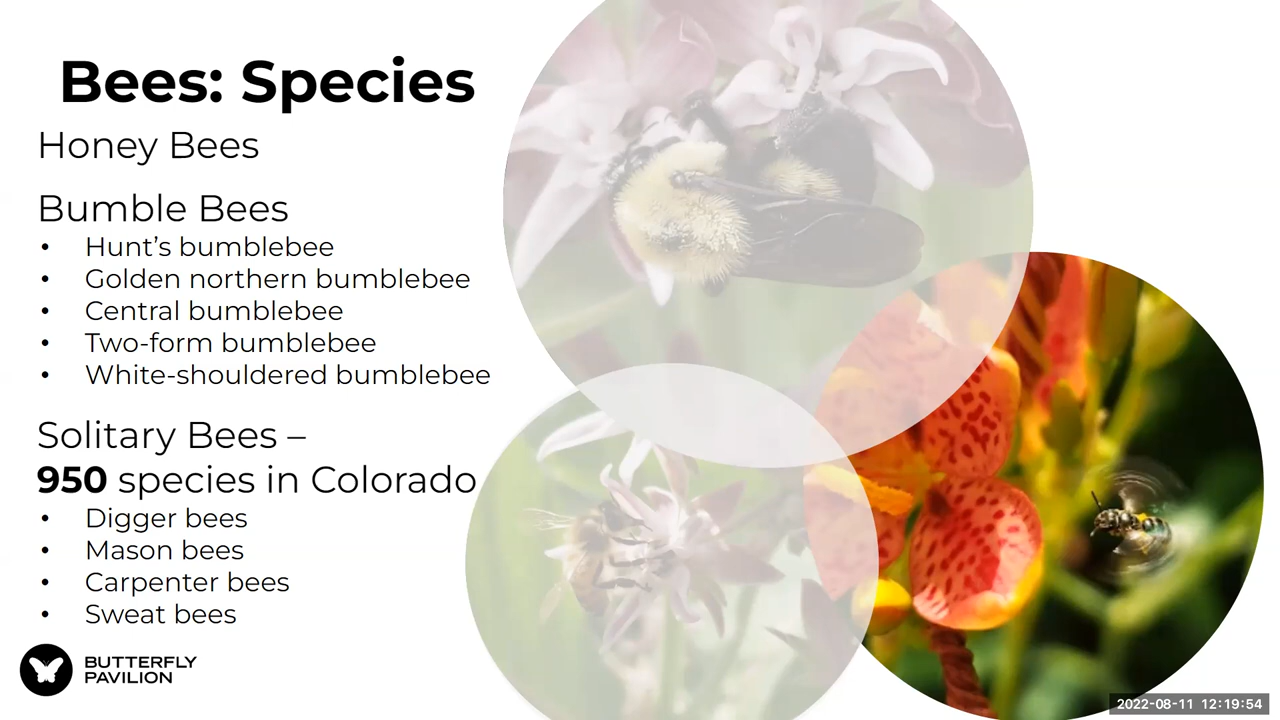 Bees: Species
Honey Bees
Bumble Bees
• Hunt’s bumblebee
• Golden northern bumblebee
• Central bumblebee
• Two-form bumblebee
• White-shouldered bumblebee
Solitary Bees –
950 species in Colorado
• Digger bees
• Mason bees
• Carpenter bees
• Sweat bees
BUTTERFLY
PAVILION
2022-08-11 12:19:54